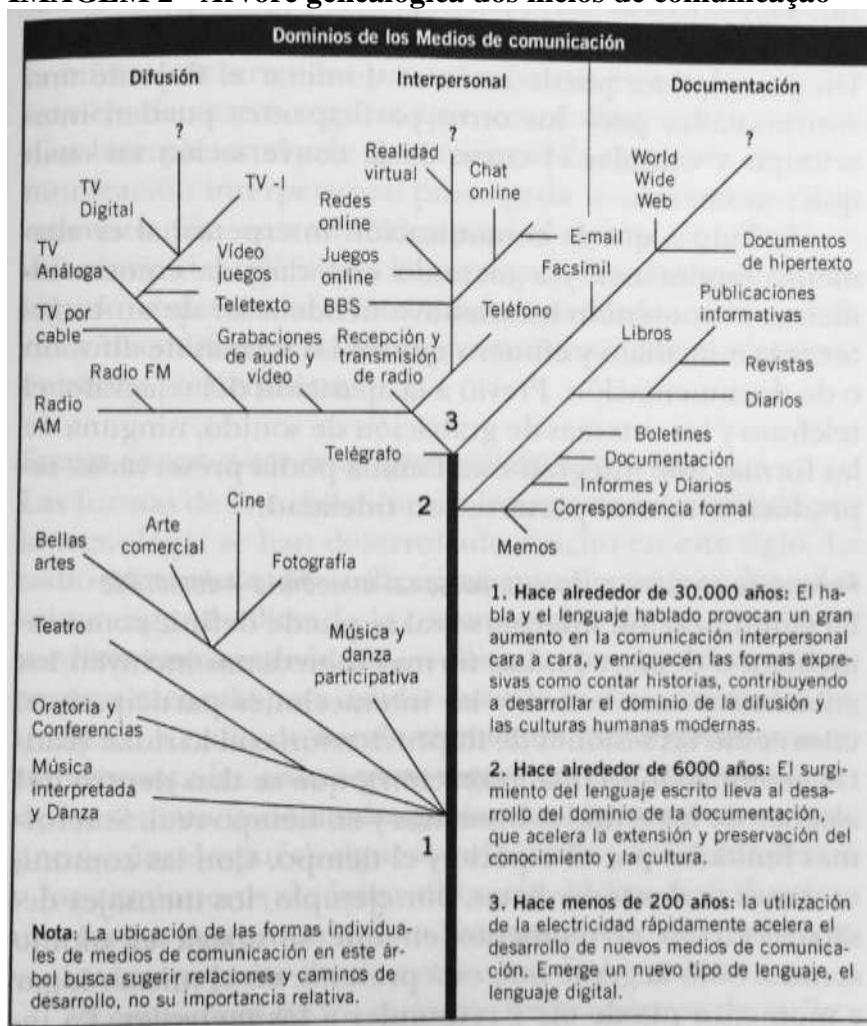 IMAGEM 2 – Árvore genealógica dos meios de comunicação
Dominios de los Medios de comunicación
Difusión
Interpersonal
Documentación
?
?
?
TV
Digital
TV
TV
Análoga
Video
juegos
Teletexto
TV por
cable
Grabaciones
de audio y
vídeo
Radio FM
Radio
AM
Realidad
virtual
Redes
online
Juegos
online
BBS
Chat
online
E-mail
Facsímil
Teléfono
Recepción y
transmisión
de radio
Telégrafo
World
Wide
Web
Documentos
de hipertexto
Publicaciones
informativas
Libros
Revistas
Diarios
Boletines
Documentación
Informes y Diarios
Correspondencia formal
Memos
3
2
1
Cine
Arte
comercial
Bellas
artes
Fotografía
Teatro
Música y
danza
participativa
Oratoria y
Conferencias
Música
interpretada
y Danza
Nota: La ubicación de las formas individua-
les de medios de comunicación en este ár-
bol busca sugerir relaciones y caminos de
desarrollo, no su importancia relativa.
1. Hace alrededor de 30.000 años: El ha-
bla y el lenguaje hablado provocan un gran
aumento en la comunicación interpersonal
cara a cara, y enriquecén las formas expre-
sivas como contar historias, contribuyendo
a desarrollar el dominio de la difusión y
las culturas humanas modernas.
2. Hace alrededor de 6000 años: El surgi-
miento del lenguaje escrito lleva al desa-
rrollo del dominio de la documentación,
que acelera la extensión y preservación del
conocimiento y la cultura.
3. Hace menos de 200 años: la utilización
de la electricidad rápidamente acelera el
desarrollo de nuevos medios de comunica-
ción. Emerge un nuevo tipo de lenguaje, el
lenguaje digital.